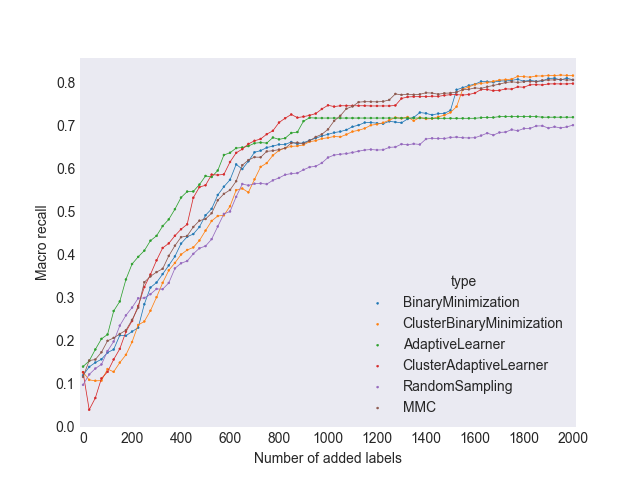 0.8
0.7
0.6
0.5
0.4
0.3
0.2
0.1
0.0
Macro recall
type
BinaryMinimization
ClusterBinaryMinimization
AdaptiveLearner
ClusterAdaptiveLearner
RandomSampling
MMC
0 200 400 600 800 1000 1200 1400 1600 1800 2000
Number of added labels